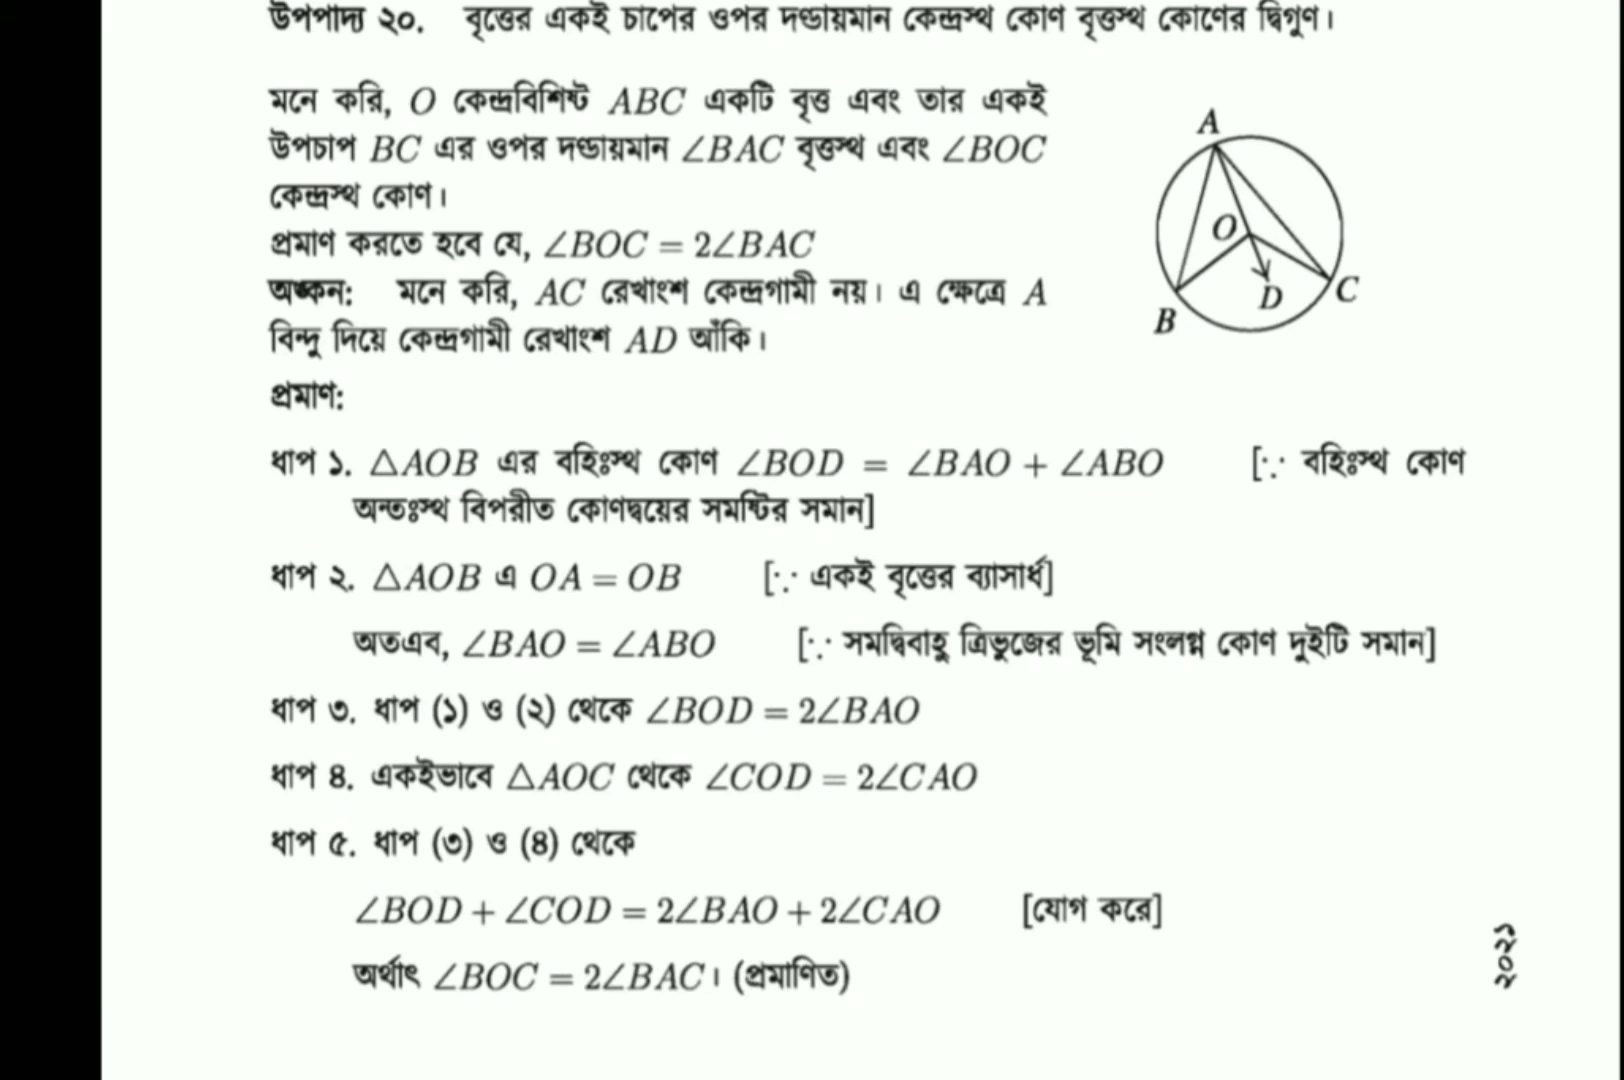 উপপাদ্য ২০. বৃত্তের একই চাপের ওপর দণ্ডায়মান কেন্দ্রস্থ কোণ বৃত্তস্থ কোণের দ্বিগুণ।
মনে করি, O কেন্দ্রবিশিষ্ট ABC একটি বৃত্ত এবং তার একই
উপচাপ BC এর ওপর দণ্ডায়মান ∠BAC বৃত্তস্থ এবং ∠BOC
কেন্দ্রস্থ কোণ।
প্রমাণ করতে হবে যে, ∠BOC = 2∠BAC
অঙ্কন: মনে করি, AC রেখাংশ কেন্দ্রগামী নয়। এ ক্ষেত্রে A
বিন্দু দিয়ে কেন্দ্রগামী রেখাংশ AD আঁকি।
A
O
B
D
C
প্রমাণ:
ধাপ ১. △AOB এর বহিঃস্থ কোণ ∠BOD = ∠BAO + ∠ABO [∵ বহিঃস্থ কোণ
অন্তঃস্থ বিপরীত কোণদ্বয়ের সমষ্টির সমান]
ধাপ ২. △AOB এ OA = OB [∵ একই বৃত্তের ব্যাসার্ধ]
অতএব, ∠BAO = ∠ABO [∵ সমদ্বিবাহু ত্রিভুজের ভূমি সংলগ্ন কোণ দুইটি সমান]
ধাপ ৩. ধাপ (১) ও (২) থেকে ∠BOD = 2∠BAO
ধাপ ৪. একইভাবে △AOC থেকে ∠COD = 2∠CAO
ধাপ ৫. ধাপ (৩) ও (৪) থেকে
∠BOD + ∠COD = 2∠BAO + 2∠CAO [যোগ করে]
অর্থাৎ ∠BOC = 2∠BAC। (প্রমাণিত)
২০২১